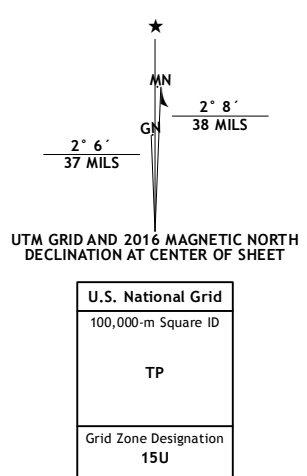 ★
MN
GN
2° 8´
38 MILS
2° 6´
37 MILS
UTM GRID AND 2016 MAGNETIC NORTH
DECLINATION AT CENTER OF SHEET
U.S. National Grid
100,000-m Square ID
TP
Grid Zone Designation
15U